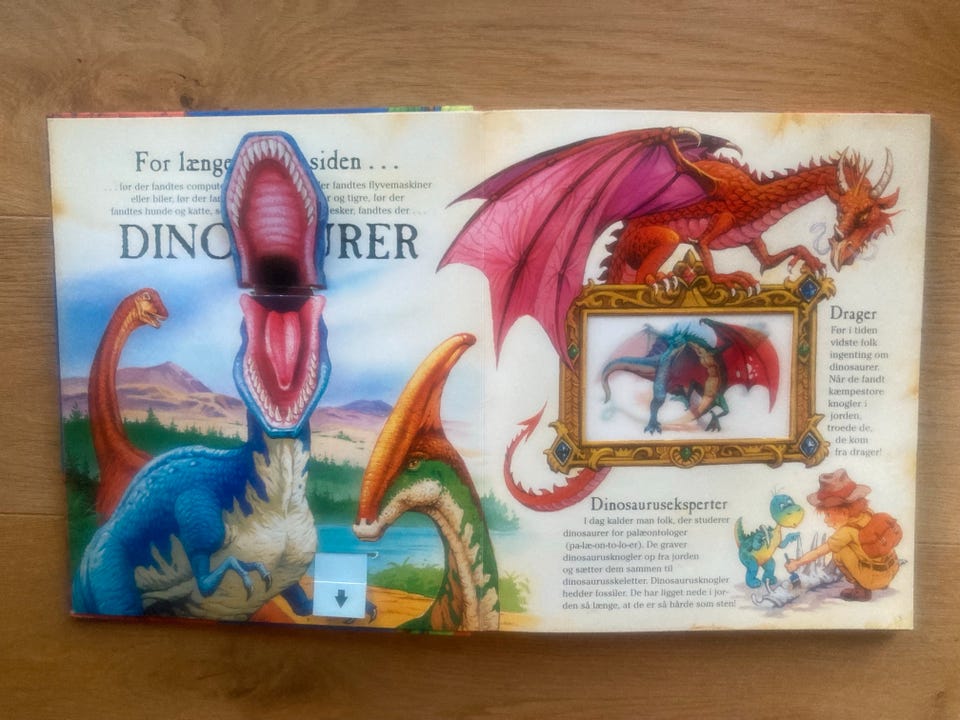 For længe siden . . .
. . . før der fandtes compute er fandtes flyvemaskiner
eller biler, før der fan r og tigre, før der
fandtes hunde og katte, s esker, fandtes der . . .
DINO URER
Drager
Før i tiden
vidste folk
ingenting om
dinosaurer.
Når de fandt
kæmpestore
knogler i
jorden,
troede de,
de kom
fra drager!
Dinosauruseksperter
I dag kalder man folk, der studerer
dinosaurer for palæontologer
(pa-læ-on-to-lo-er). De graver
dinosaurusknogler op fra jorden
og sætter dem sammen til
dinosaurusskeletter. Dinosaurusknogler
hedder fossiler. De har ligget nede i jor-
den så længe, at de er så hårde som sten!